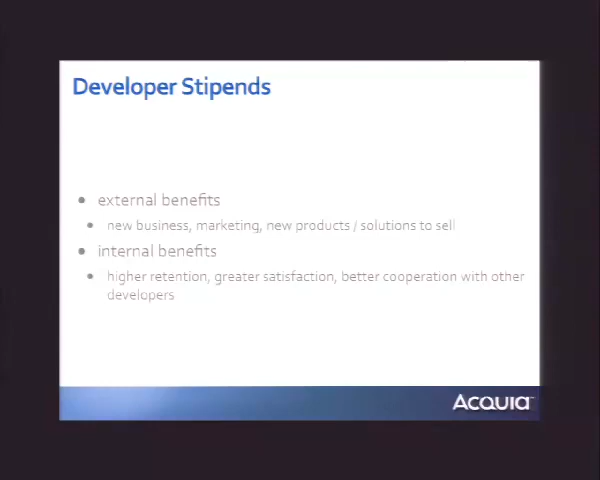 Developer Stipends
• external benefits
• new business, marketing, new products / solutions to sell
• internal benefits
• higher retention, greater satisfaction, better cooperation with other
developers
ACQUIA